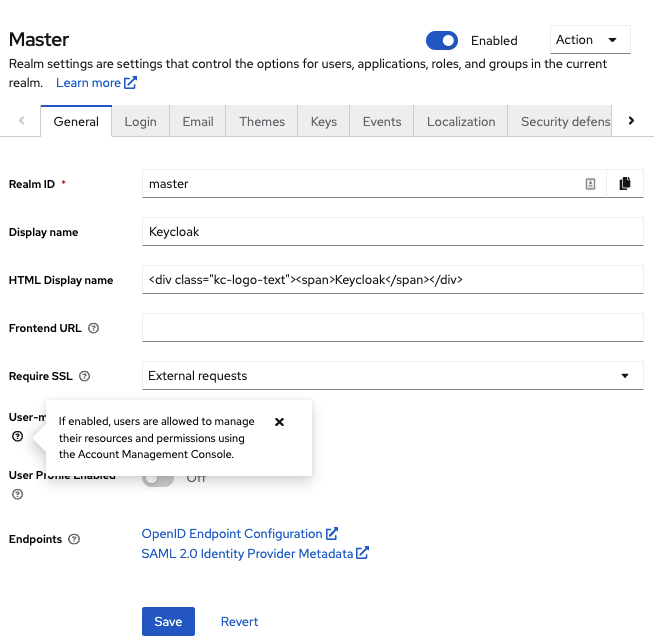 Master
Enabled
Action
Realm settings are settings that control the options for users, applications, roles, and groups in the current
realm. Learn more
General Login Email Themes Keys Events Localization Security defens
Realm ID * master
Display name Keycloak
HTML Display name <div class="kc-logo-text"><span>Keycloak</span></div>
Frontend URL
Require SSL External requests
User-m
If enabled, users are allowed to manage
their resources and permissions using
the Account Management Console.
User Profile Enabled Off
Endpoints OpenID Endpoint Configuration
SAML 2.0 Identity Provider Metadata
Save Revert